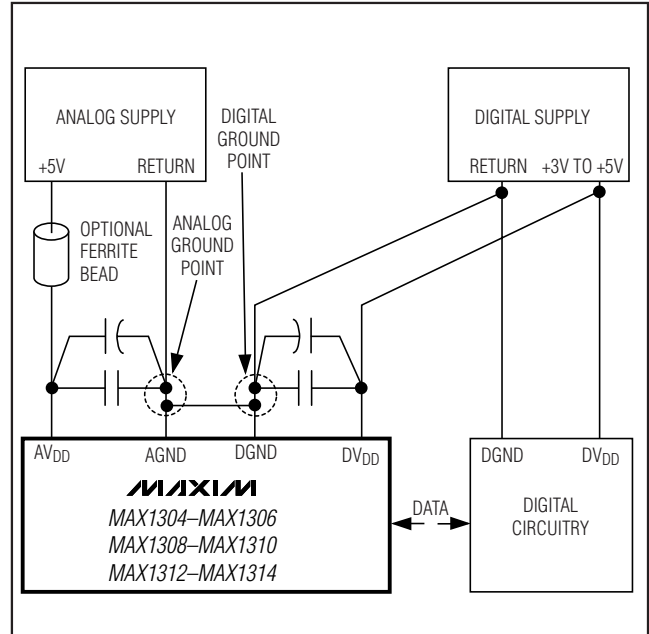 ANALOG SUPPLY
+5V RETURN
DIGITAL
GROUND
POINT
DIGITAL SUPPLY
RETURN +3V TO +5V
OPTIONAL
FERRITE
BEAD
ANALOG
GROUND
POINT
AVDD AGND DGND DVDD
MAXIM
MAX1304–MAX1306
MAX1308–MAX1310
MAX1312–MAX1314
DATA
DGND DVDD
DIGITAL
CIRCUITRY